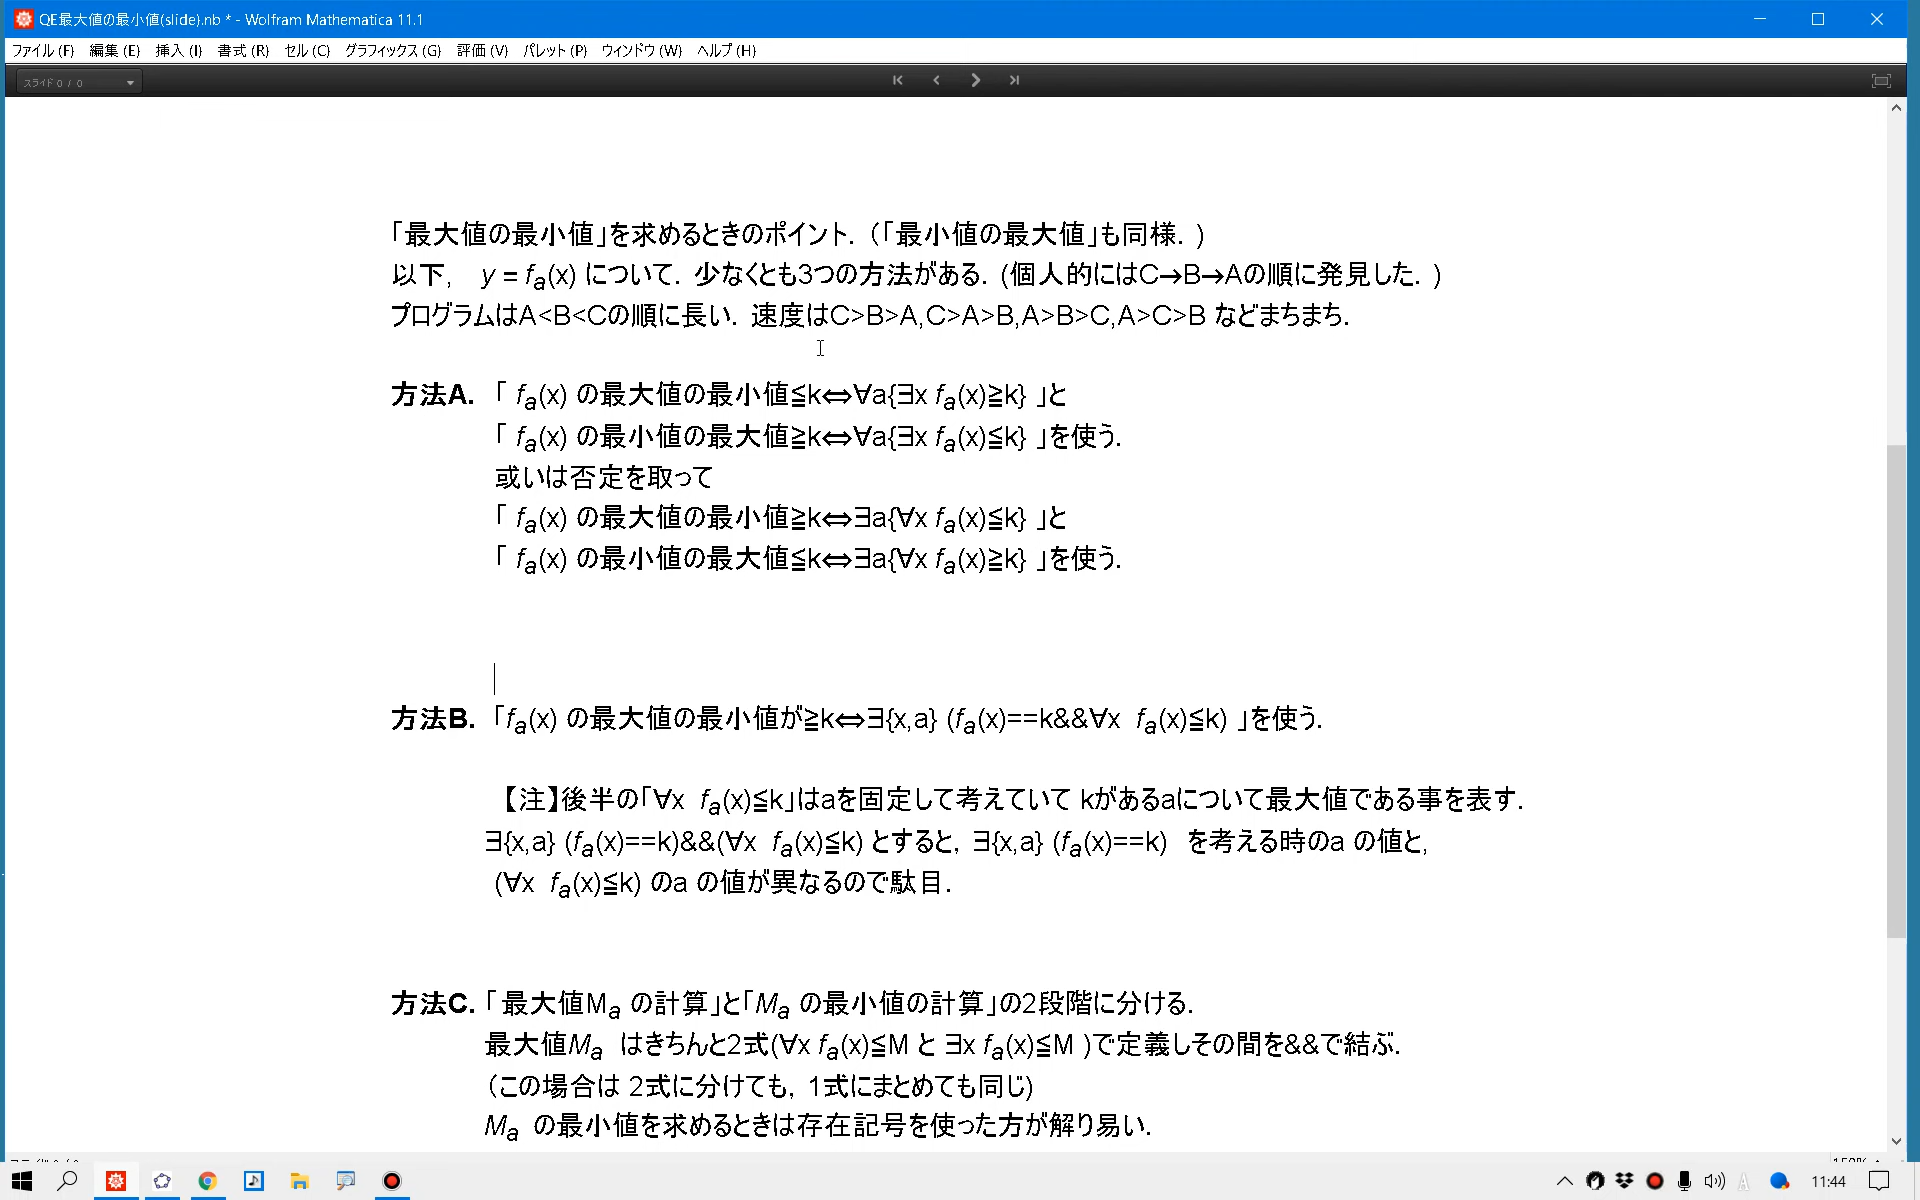 QE最大値の最小値(slide).nb * - Wolfram Mathematica 11.1
ファイル (F) 編集 (E) 挿入 (I) 書式 (R) セル (C) グラフィックス (G) 評価 (V) パレット (P) ウィンドウ (W) ヘルプ (H)
スライド 0 / 0
「最大値の最小値」を求めるときのポイント. (「最小値の最大値」も同様. )
以下, y = fa(x) について. 少なくとも3つの方法がある. (個人的にはC→B→Aの順に発見した. )
プログラムはA<B<Cの順に長い. 速度はC>B>A,C>A>B,A>B>C,A>C>B などまちまち.
方法A. 「 fa(x) の最大値の最小値≦k⇔∀a{∃x fa(x)≧k} 」と
「 fa(x) の最小値の最大値≧k⇔∀a{∃x fa(x)≦k} 」を使う.
或いは否定を取って
「 fa(x) の最大値の最小値≧k⇔∃a{∀x fa(x)≦k} 」と
「 fa(x) の最小値の最大値≦k⇔∃a{∀x fa(x)≧k} 」を使う.
方法B. 「fa(x) の最大値の最小値が≧k⇔∃{x,a} (fa(x)==k&&∀x fa(x)≦k) 」を使う.
【注】後半の「∀x fa(x)≦k」はaを固定して考えていて kがあるaについて最大値である事を表す.
∃{x,a} (fa(x)==k)&&(∀x fa(x)≦k) とすると, ∃{x,a} (fa(x)==k) を考える時のa の値と,
(∀x fa(x)≦k) のa の値が異なるので駄目.
方法C. 「最大値Ma の計算」と「Ma の最小値の計算」の2段階に分ける.
最大値Ma はきちんと2式(∀x fa(x)≦M と ∃x fa(x)≦M )で定義しその間を&&で結ぶ.
(この場合は 2式に分けても, 1式にまとめても同じ)
Ma の最小値を求めるときは存在記号を使った方が解り易い.
11:44